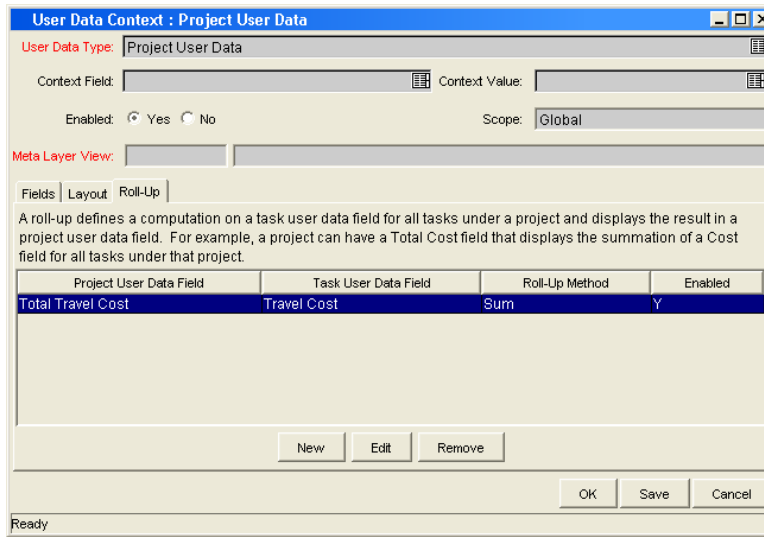 User Data Context : Project User Data
User Data Type: Project User Data
Context Field: Context Value:
Enabled: Yes No Scope: Global
Meta Layer View:
Fields Layout Roll-Up
A roll-up defines a computation on a task user data field for all tasks under a project and displays the result in a
project user data field. For example, a project can have a Total Cost field that displays the summation of a Cost
field for all tasks under that project.
Project User Data Field Task User Data Field Roll-Up Method Enabled
Total Travel Cost Travel Cost Sum Y
New Edit Remove
OK Save Cancel
Ready